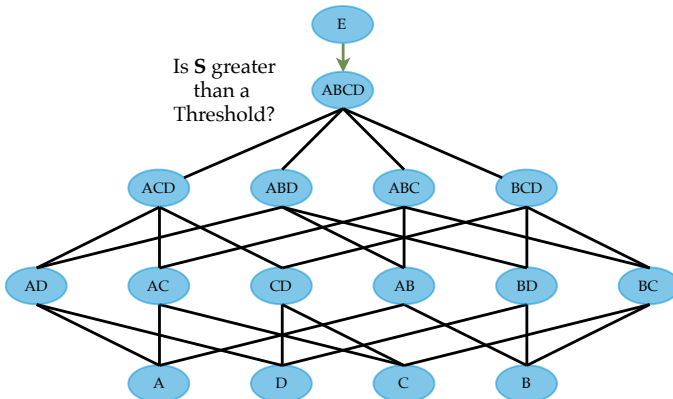 E
Is S greater
than a
Threshold?
ABCD
ACD ABD ABC BCD
AD AC CD AB BD BC
A D C B